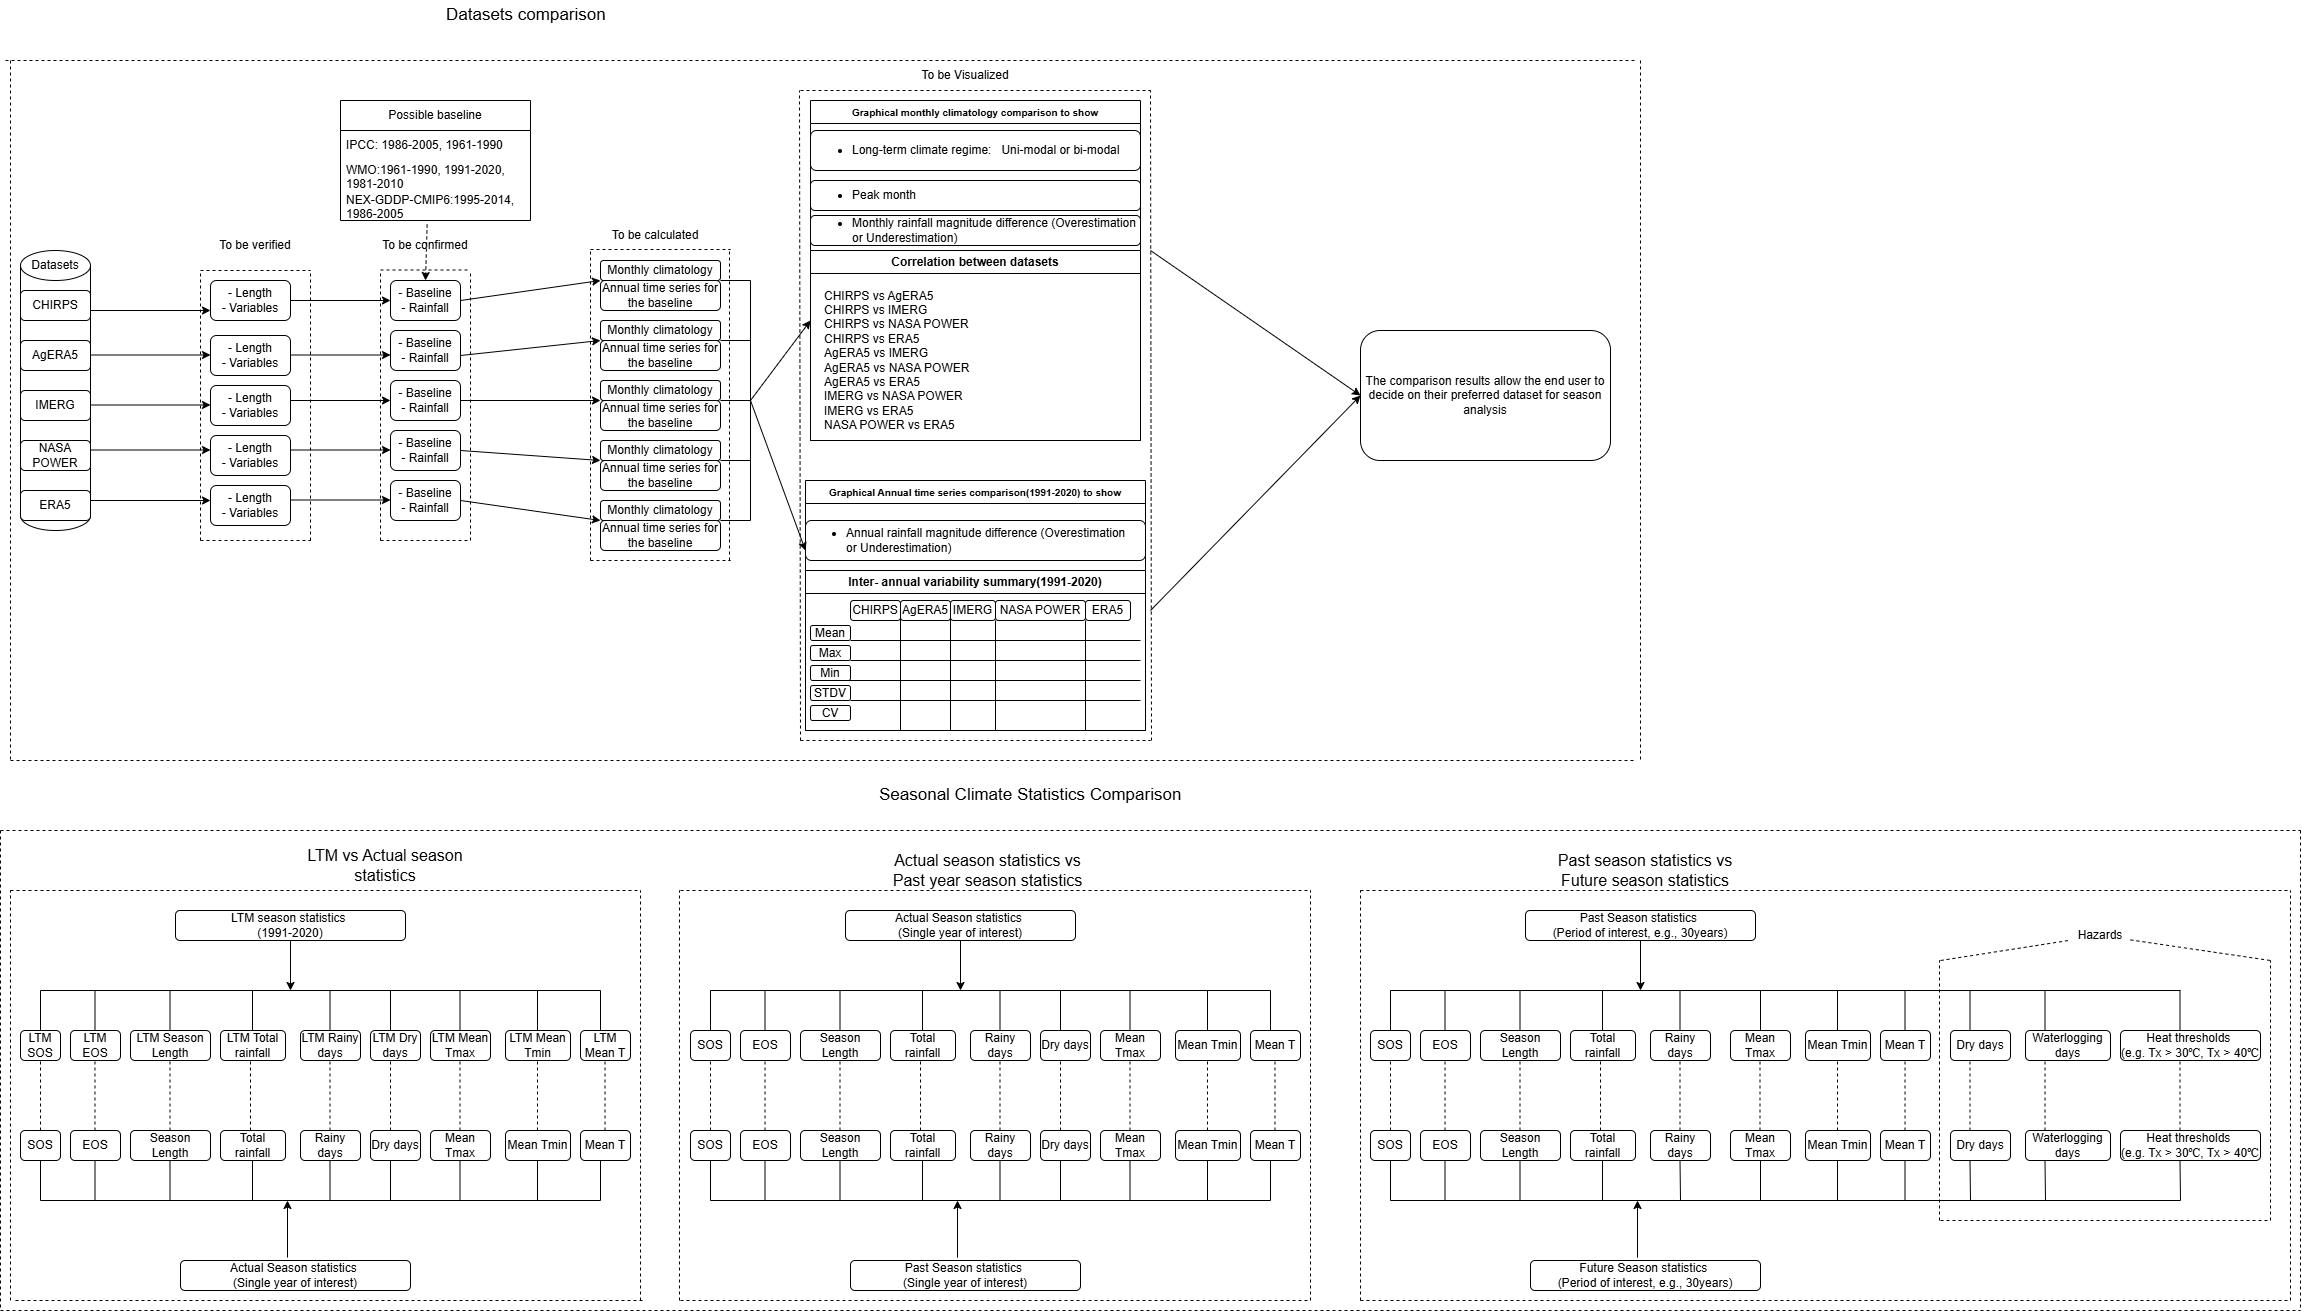 Datasets comparison
To be Visualized
Possible baseline
IPCC: 1986-2005, 1961-1990
WMO:1961-1990, 1991-2020,
1981-2010
NEX-GDDP-CMIP6:1995-2014,
1986-2005
To be verified
To be confirmed
To be calculated
Datasets
CHIRPS
AgERA5
IMERG
NASA
POWER
ERA5
- Length
- Variables
- Length
- Variables
- Length
- Variables
- Length
- Variables
- Length
- Variables
- Baseline
- Rainfall
- Baseline
- Rainfall
- Baseline
- Rainfall
- Baseline
- Rainfall
- Baseline
- Rainfall
Monthly climatology
Annual time series for
the baseline
Monthly climatology
Annual time series for
the baseline
Monthly climatology
Annual time series for
the baseline
Monthly climatology
Annual time series for
the baseline
Monthly climatology
Annual time series for
the baseline
Graphical monthly climatology comparison to show
• Long-term climate regime: Uni-modal or bi-modal
• Peak month
• Monthly rainfall magnitude difference (Overestimation
or Underestimation)
Correlation between datasets
CHIRPS vs AgERA5
CHIRPS vs IMERG
CHIRPS vs NASA POWER
CHIRPS vs ERA5
AgERA5 vs IMERG
AgERA5 vs NASA POWER
AgERA5 vs ERA5
IMERG vs NASA POWER
IMERG vs ERA5
NASA POWER vs ERA5
Graphical Annual time series comparison(1991-2020) to show
• Annual rainfall magnitude difference (Overestimation
or Underestimation)
Inter- annual variability summary(1991-2020)
CHIRPS AgERA5 IMERG NASA POWER ERA5
Mean
Max
Min
STDV
CV
The comparison results allow the end user to
decide on their preferred dataset for season
analysis
Seasonal Climate Statistics Comparison
LTM vs Actual season
statistics
LTM season statistics
(1991-2020)
LTM
SOS
LTM
EOS
LTM Season
Length
LTM Total
rainfall
LTM Rainy
days
LTM Dry
days
LTM Mean
Tmax
LTM Mean
Tmin
LTM
Mean T
SOS
EOS
Season
Length
Total
rainfall
Rainy
days
Dry days
Mean
Tmax
Mean Tmin
Mean T
Actual Season statistics
(Single year of interest)
Actual season statistics vs
Past year season statistics
Actual Season statistics
(Single year of interest)
SOS
EOS
Season
Length
Total
rainfall
Rainy
days
Dry days
Mean
Tmax
Mean Tmin
Mean T
SOS
EOS
Season
Length
Total
rainfall
Rainy
days
Dry days
Mean
Tmax
Mean Tmin
Mean T
Past Season statistics
(Single year of interest)
Past season statistics vs
Future season statistics
Past Season statistics
(Period of interest, e.g., 30years)
Hazards
SOS
EOS
Season
Length
Total
rainfall
Rainy
days
Mean
Tmax
Mean Tmin
Mean T
Dry days
Waterlogging
days
Heat thresholds
(e.g. Tx > 30℃, Tx > 40℃
SOS
EOS
Season
Length
Total
rainfall
Rainy
days
Mean
Tmax
Mean Tmin
Mean T
Dry days
Waterlogging
days
Heat thresholds
(e.g. Tx > 30℃, Tx > 40℃
Future Season statistics
(Period of interest, e.g., 30years)